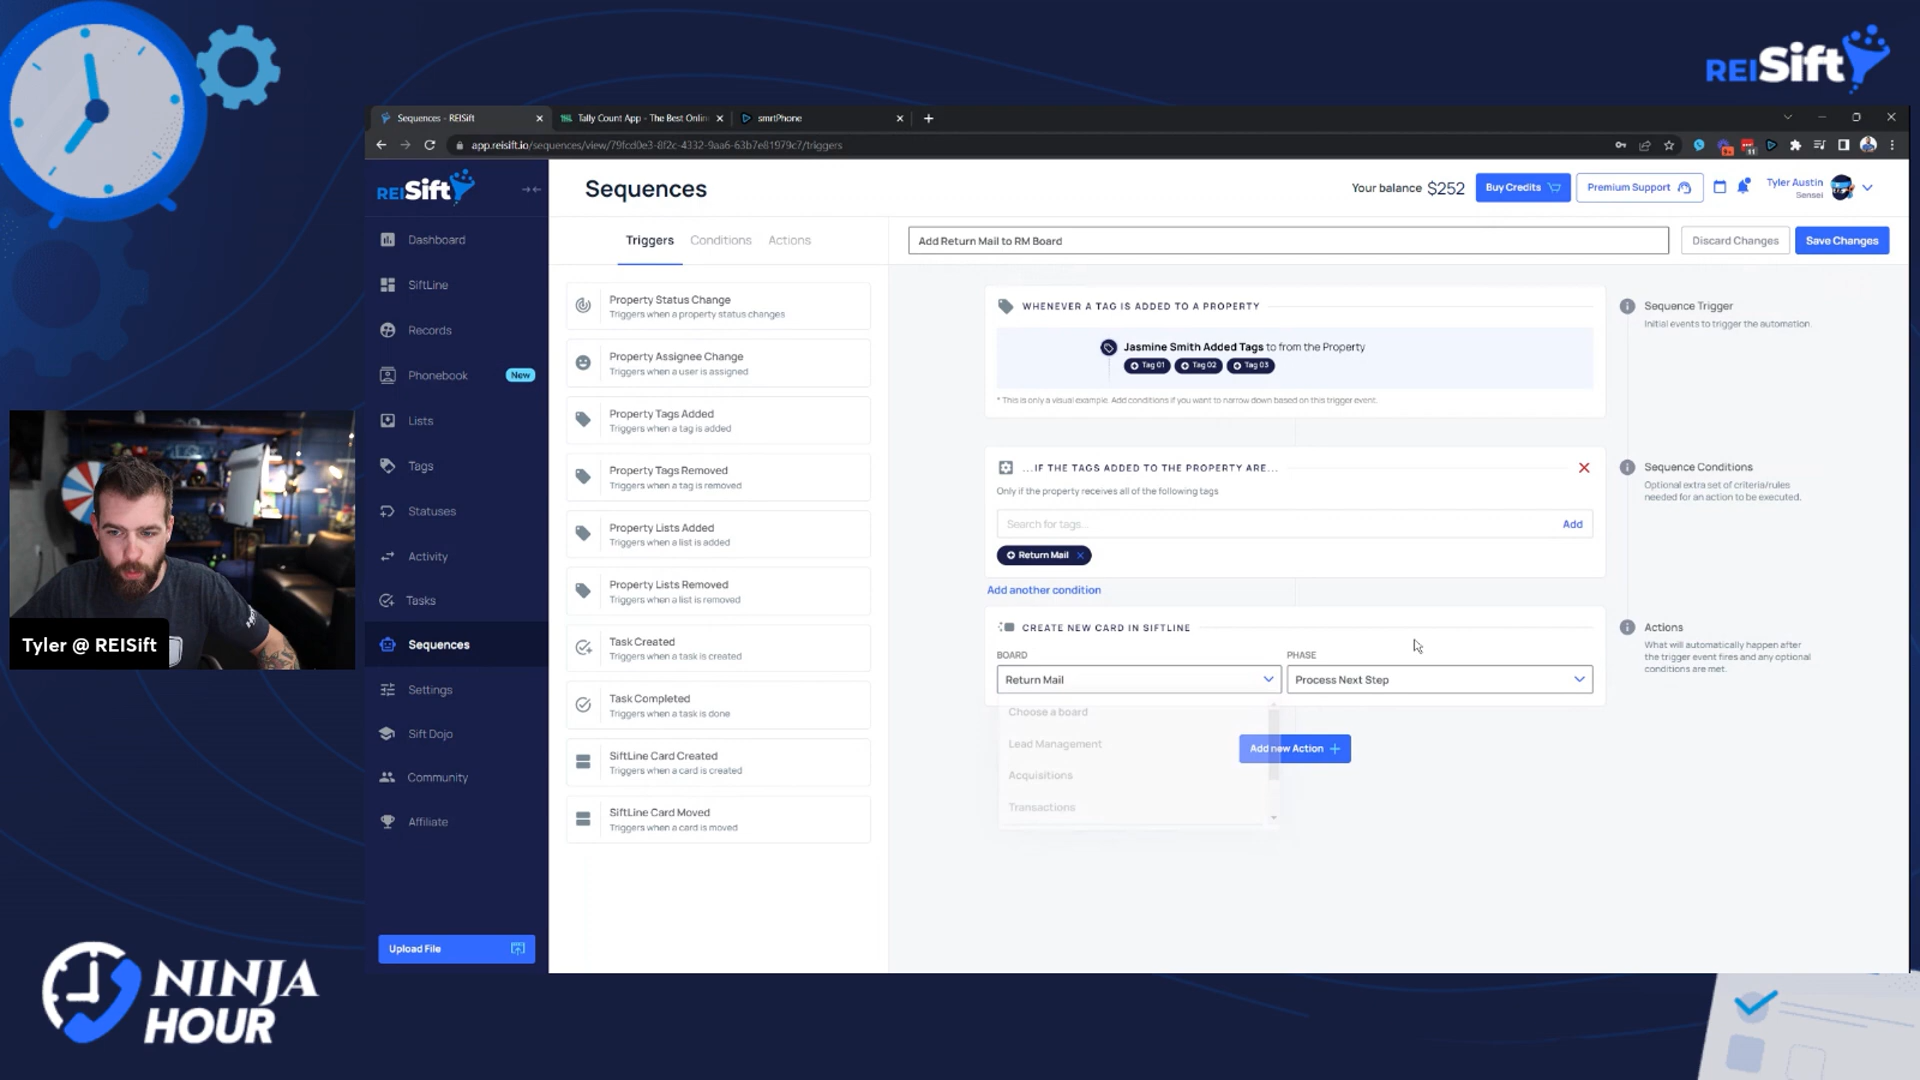 REISift
Sequences - REISift
Tally Count App - The Best Onlin
smrtPhone
app.reisift.io/sequences/view/79fcd0e3-8f2c-4332-9aa6-63b7e81979c7/triggers
REISift
Sequences
Your balance $252
Buy Credits
Premium Support
Tyler Austin
Sensei
Dashboard
SiftLine
Records
Phonebook
New
Lists
Tags
Statuses
Activity
Tasks
Sequences
Settings
Sift Dojo
Community
Affiliate
Upload File
Triggers
Conditions
Actions
Property Status Change
Triggers when a property status changes
Property Assignee Change
Triggers when a user is assigned
Property Tags Added
Triggers when a tag is added
Property Tags Removed
Triggers when a tag is removed
Property Lists Added
Triggers when a list is added
Property Lists Removed
Triggers when a list is removed
Task Created
Triggers when a task is created
Task Completed
Triggers when a task is done
SiftLine Card Created
Triggers when a card is created
SiftLine Card Moved
Triggers when a card is moved
Add Return Mail to RM Board
Discard Changes
Save Changes
WHENEVER A TAG IS ADDED TO A PROPERTY
Jasmine Smith Added Tags to from the Property
Tag 01
Tag 02
Tag 03
* This is only a visual example. Add conditions if you want to narrow down based on this trigger event.
...IF THE TAGS ADDED TO THE PROPERTY ARE...
Only if the property receives all of the following tags
Search for tags...
Add
Return Mail
Add another condition
CREATE NEW CARD IN SIFTLINE
BOARD
PHASE
Return Mail
Process Next Step
Choose a board
Lead Management
Acquisitions
Transactions
Add new Action
Sequence Trigger
Initial events to trigger the automation.
Sequence Conditions
Optional extra set of criteria/rules
needed for an action to be executed.
Actions
What will automatically happen after
the trigger event fires and any optional
conditions are met.
Tyler @ REISift
NINJA
HOUR